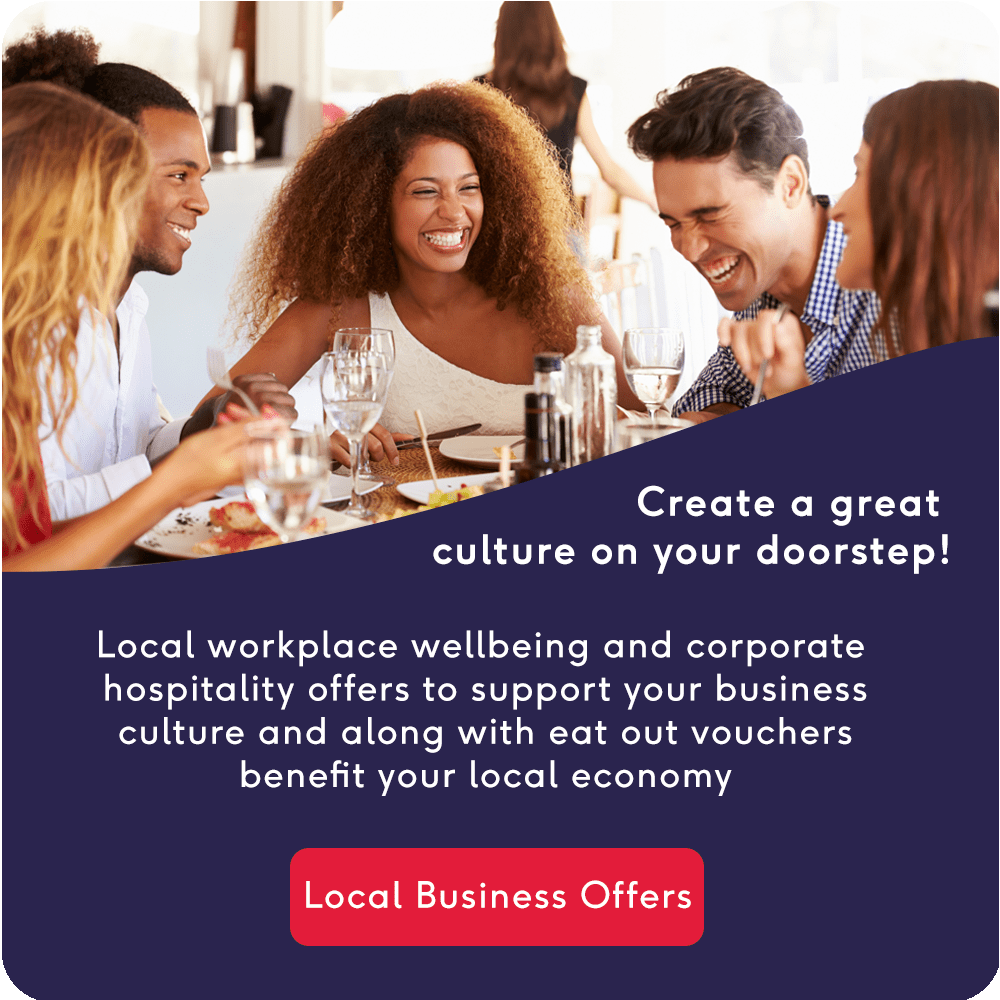 Create a great
culture on your doorstep!
Local workplace wellbeing and corporate
hospitality offers to support your business
culture and along with eat out vouchers
benefit your local economy
Local Business Offers